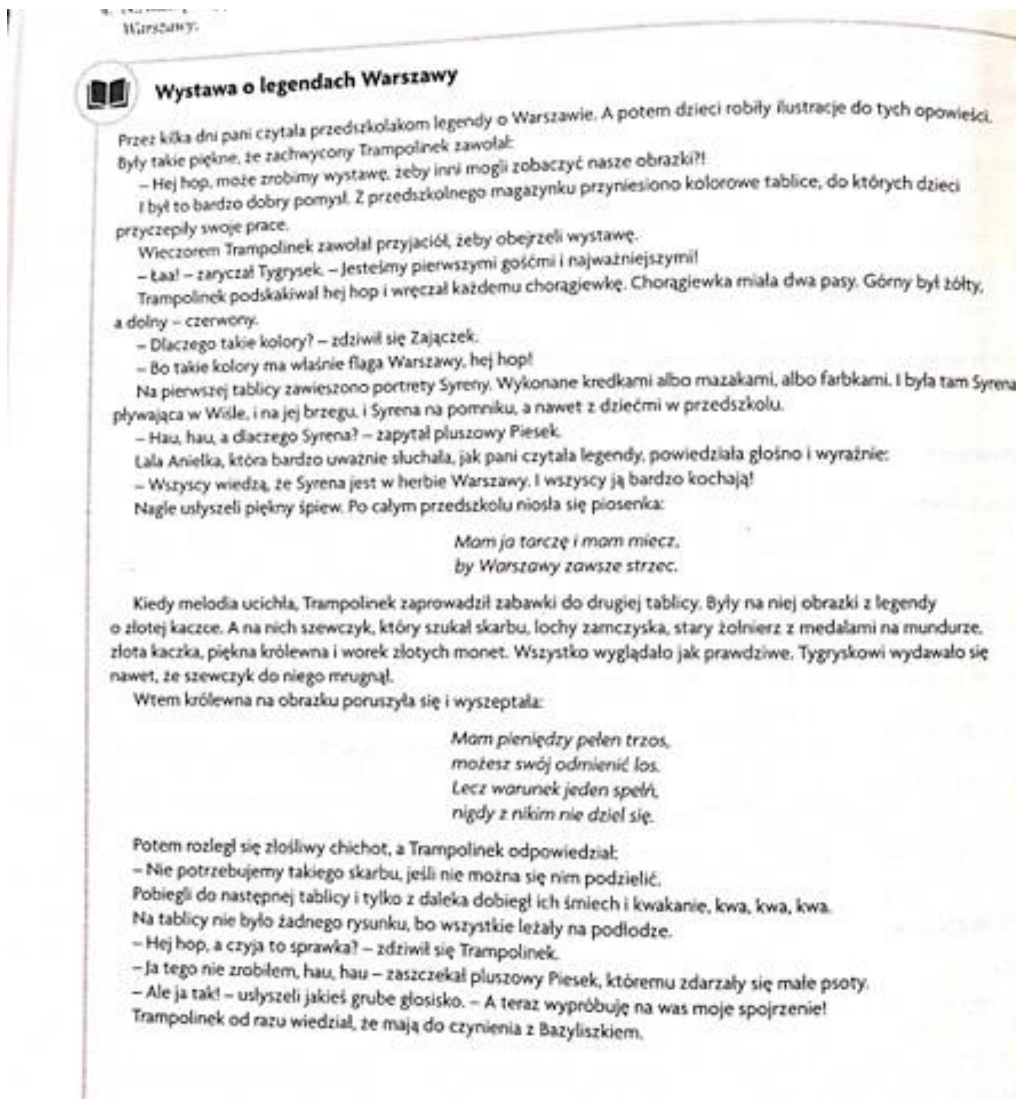 Warszawy.
Wystawa o legendach Warszawy
Przez kilka dni pani czytała przedszkolakom legendy o Warszawie. A potem dzieci robiły ilustracje do tych opowieści.
Były takie piękne, że zachwycony Trampolinek zawołał:
– Hej hop, może zrobimy wystawę, żeby inni mogli zobaczyć nasze obrazki?!
I był to bardzo dobry pomysł. Z przedszkolnego magazynku przyniesiono kolorowe tablice, do których dzieci
przyczepiły swoje prace.
Wieczorem Trampolinek zawołał przyjaciół, żeby obejrzeli wystawę.
– Łaa! – zaryczał Tygrysek. – Jesteśmy pierwszymi gośćmi i najważniejszymi!
Trampolinek podskakiwał hej hop i wręczał każdemu chorągiewkę. Chorągiewka miała dwa pasy. Górny był żółty,
a dolny – czerwony.
– Dlaczego takie kolory? – zdziwił się Zajączek.
– Bo takie kolory ma właśnie flaga Warszawy, hej hop!
Na pierwszej tablicy zawieszono portrety Syreny. Wykonane kredkami albo mazakami, albo farbkami. I była tam Syrena
pływająca w Wiśle, i na jej brzegu, i Syrena na pomniku, a nawet z dziećmi w przedszkolu.
– Hau, hau, a dlaczego Syrena? – zapytał pluszowy Piesek.
Lala Anielka, która bardzo uważnie słuchała, jak pani czytała legendy, powiedziała głośno i wyraźnie:
– Wszyscy wiedzą, że Syrena jest w herbie Warszawy. I wszyscy ją bardzo kochają!
Nagle usłyszeli piękny śpiew. Po całym przedszkolu niosła się piosenka:
Mam ja tarczę i mam miecz,
by Warszawy zawsze strzec.
Kiedy melodia ucichła, Trampolinek zaprowadził zabawki do drugiej tablicy. Były na niej obrazki z legendy
o złotej kaczce. A na nich szewczyk, który szukał skarbu, lochy zamczyska, stary żołnierz z medalami na mundurze,
złota kaczka, piękna królewna i worek złotych monet. Wszystko wyglądało jak prawdziwe. Tygryskowi wydawało się
nawet, że szewczyk do niego mrugnął.
Wtem królewna na obrazku poruszyła się i wyszeptała:
Mam pieniędzy pełen trzos,
możesz swój odmienić los.
Lecz warunek jeden spełń,
nigdy z nikim nie dziel się.
Potem rozległ się złośliwy chichot, a Trampolinek odpowiedział:
– Nie potrzebujemy takiego skarbu, jeśli nie można się nim podzielić.
Pobiegli do następnej tablicy i tylko z daleka dobiegł ich śmiech i kwakanie, kwa, kwa, kwa.
Na tablicy nie było żadnego rysunku, bo wszystkie leżały na podłodze.
– Hej hop, a czyja to sprawka? – zdziwił się Trampolinek.
– Ja tego nie zrobiłem, hau, hau – zaszczekał pluszowy Piesek, któremu zdarzały się małe psoty.
– Ale ja tak! – usłyszeli jakieś grube głosisko. – A teraz wypróbuję na was moje spojrzenie!
Trampolinek od razu wiedział, że mają do czynienia z Bazyliszkiem.